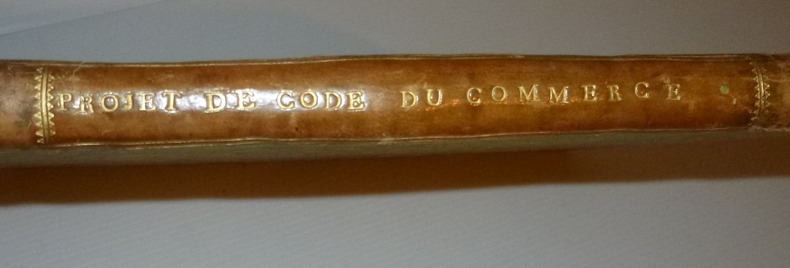 PROJET DE CODE DU COMMERCE